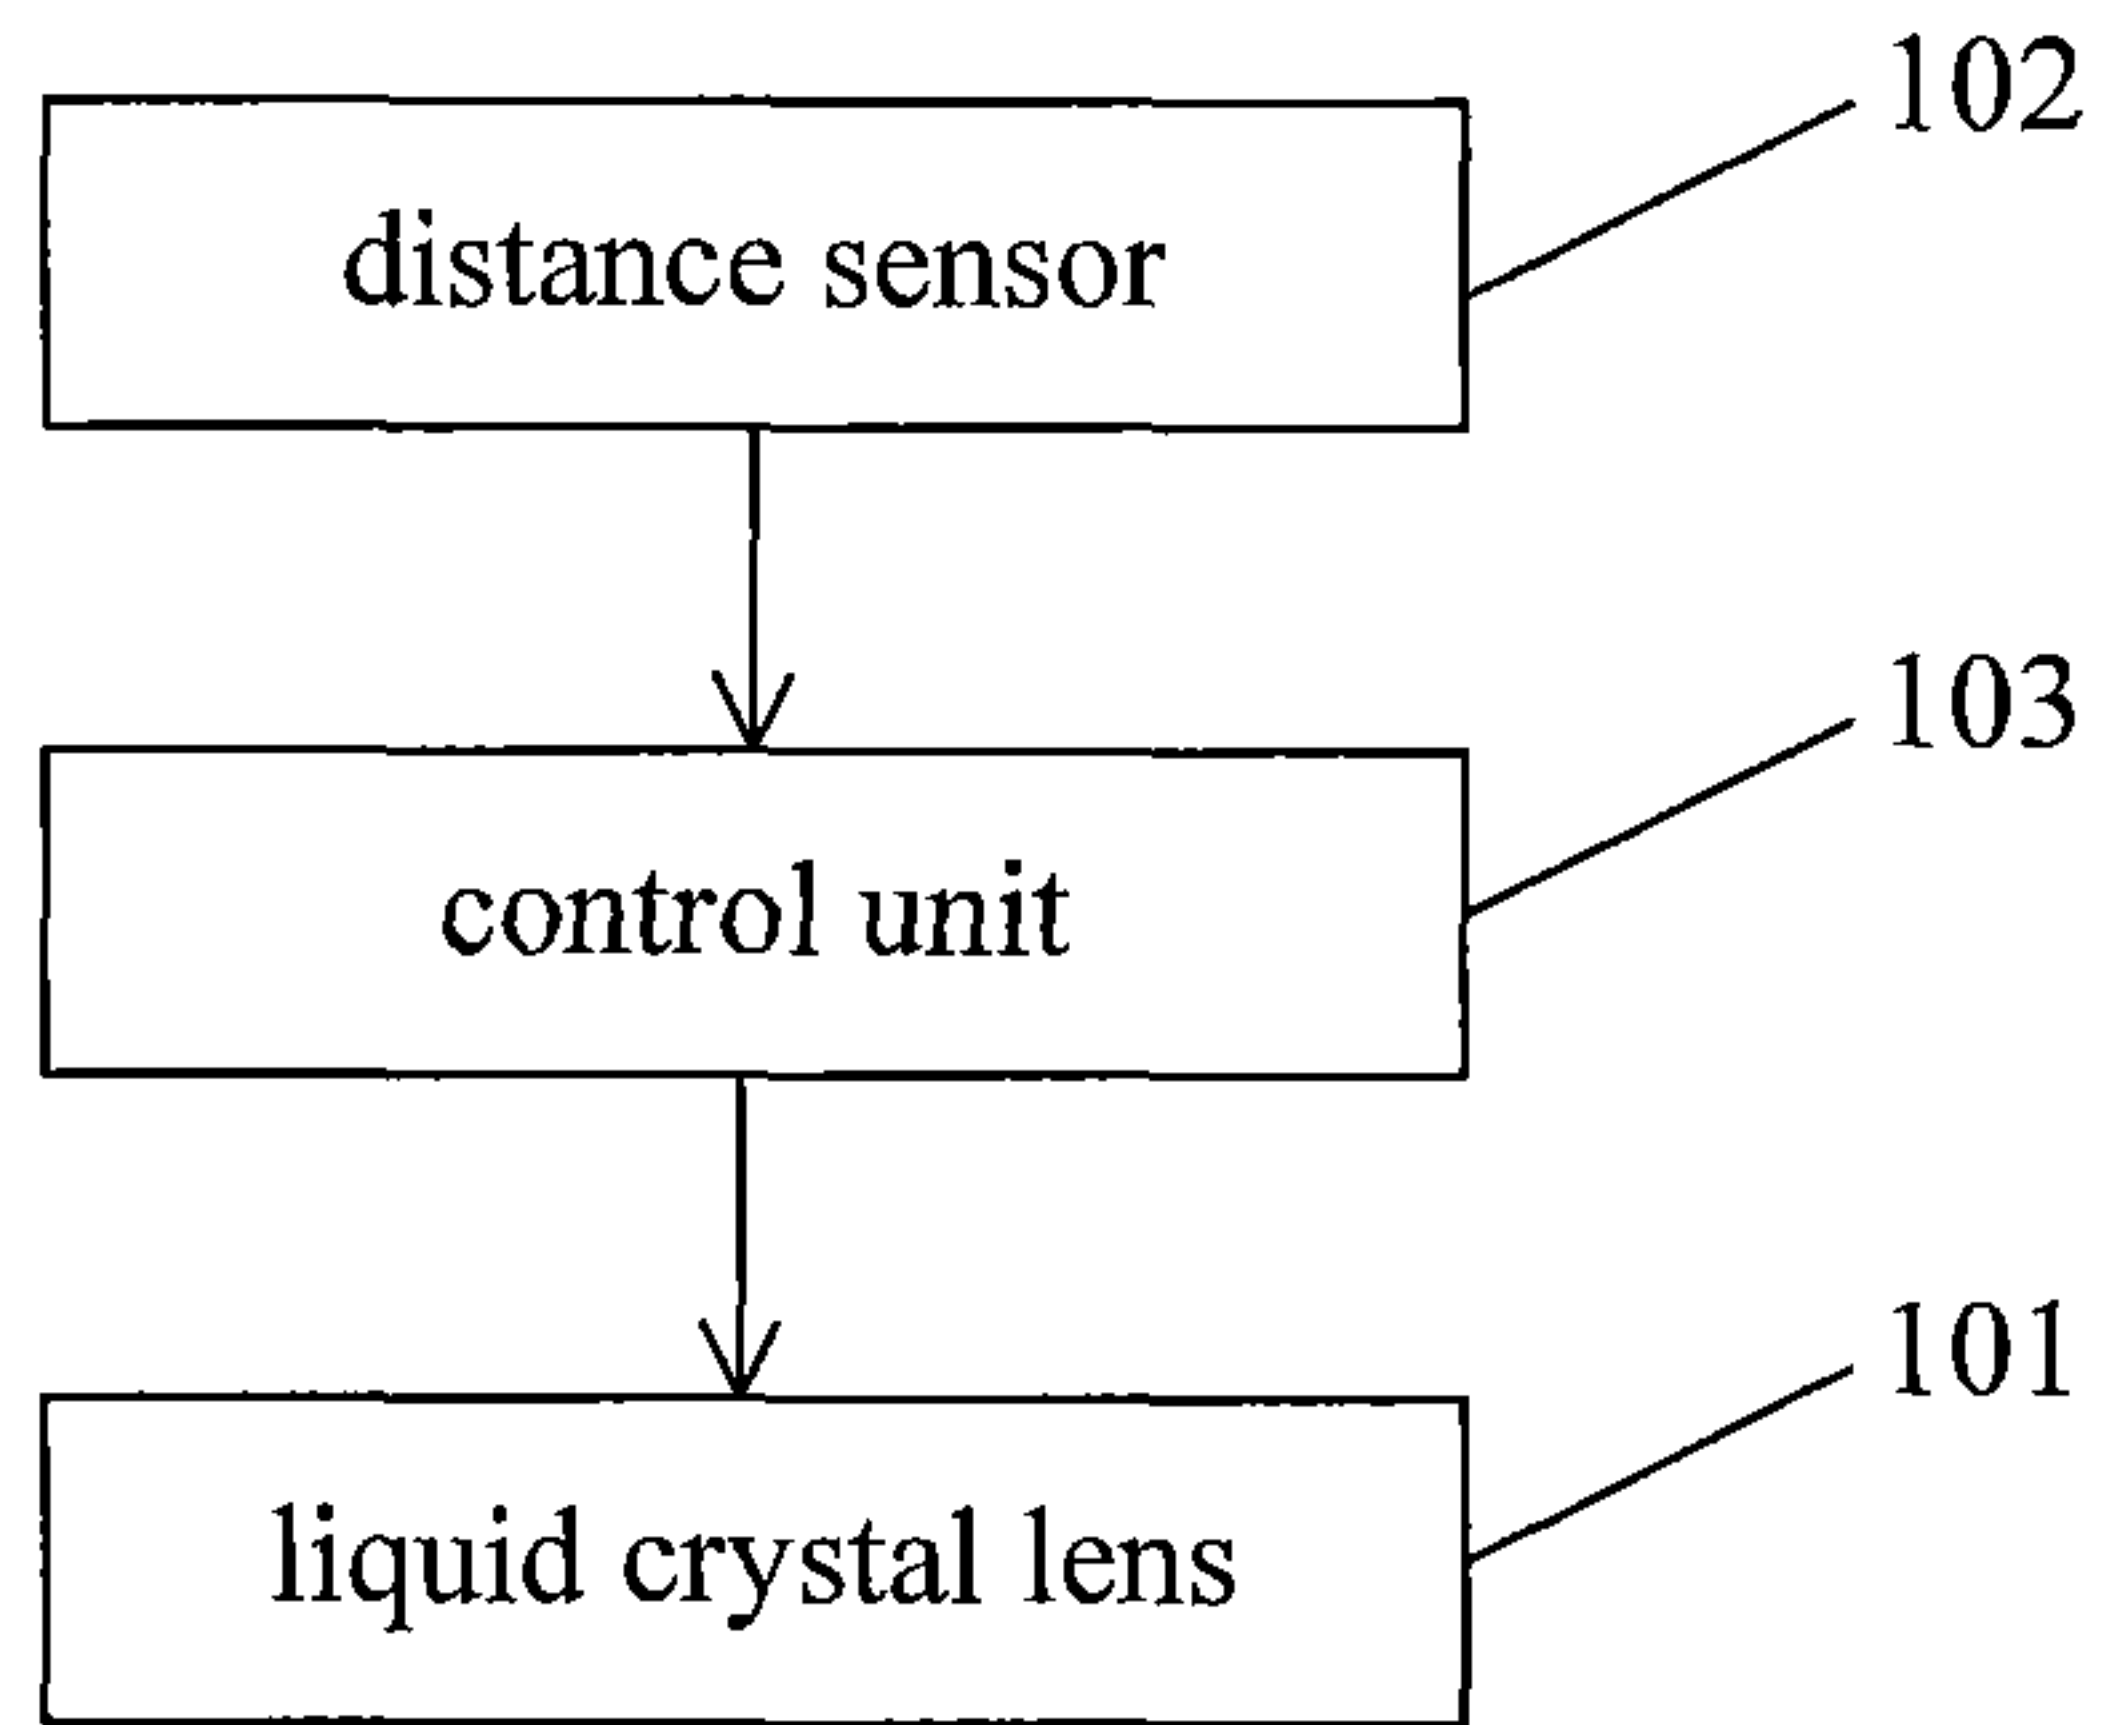 102
distance sensor
103
control unit
101
liquid crystal lens